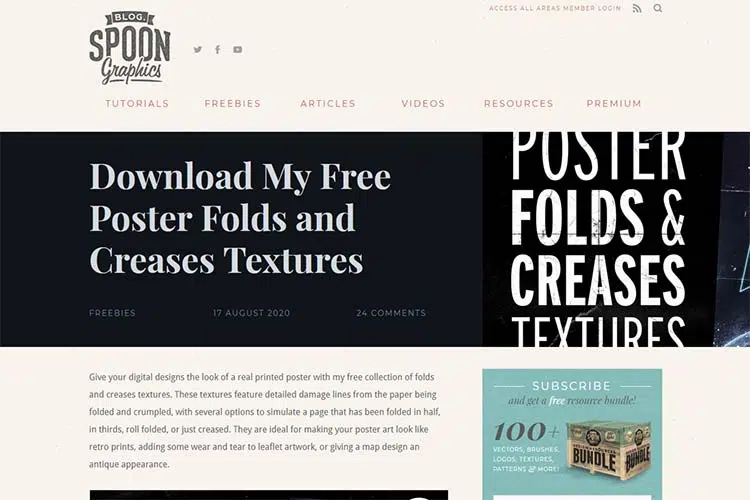 ACCESS ALL AREAS MEMBER LOGIN
BLOG.
SPOON
Graphics
TUTORIALS FREEBIES ARTICLES VIDEOS RESOURCES PREMIUM
Download My Free
Poster Folds and
Creases Textures
FREEBIES 17 AUGUST 2020 24 COMMENTS
POSTER
FOLDS &
CREASES
TEXTURES
Give your digital designs the look of a real printed poster with my free collection of folds
and creases textures. These textures feature detailed damage lines from the paper being
folded and crumpled, with several options to simulate a page that has been folded in half,
in thirds, roll folded, or just creased. They are ideal for making your poster art look like
retro prints, adding some wear and tear to leaflet artwork, or giving a map design an
antique appearance.
SUBSCRIBE
and get a free resource bundle!
100+
VECTORS, BRUSHES,
LOGOS, TEXTURES,
PATTERNS & MORE!
BUNDLE